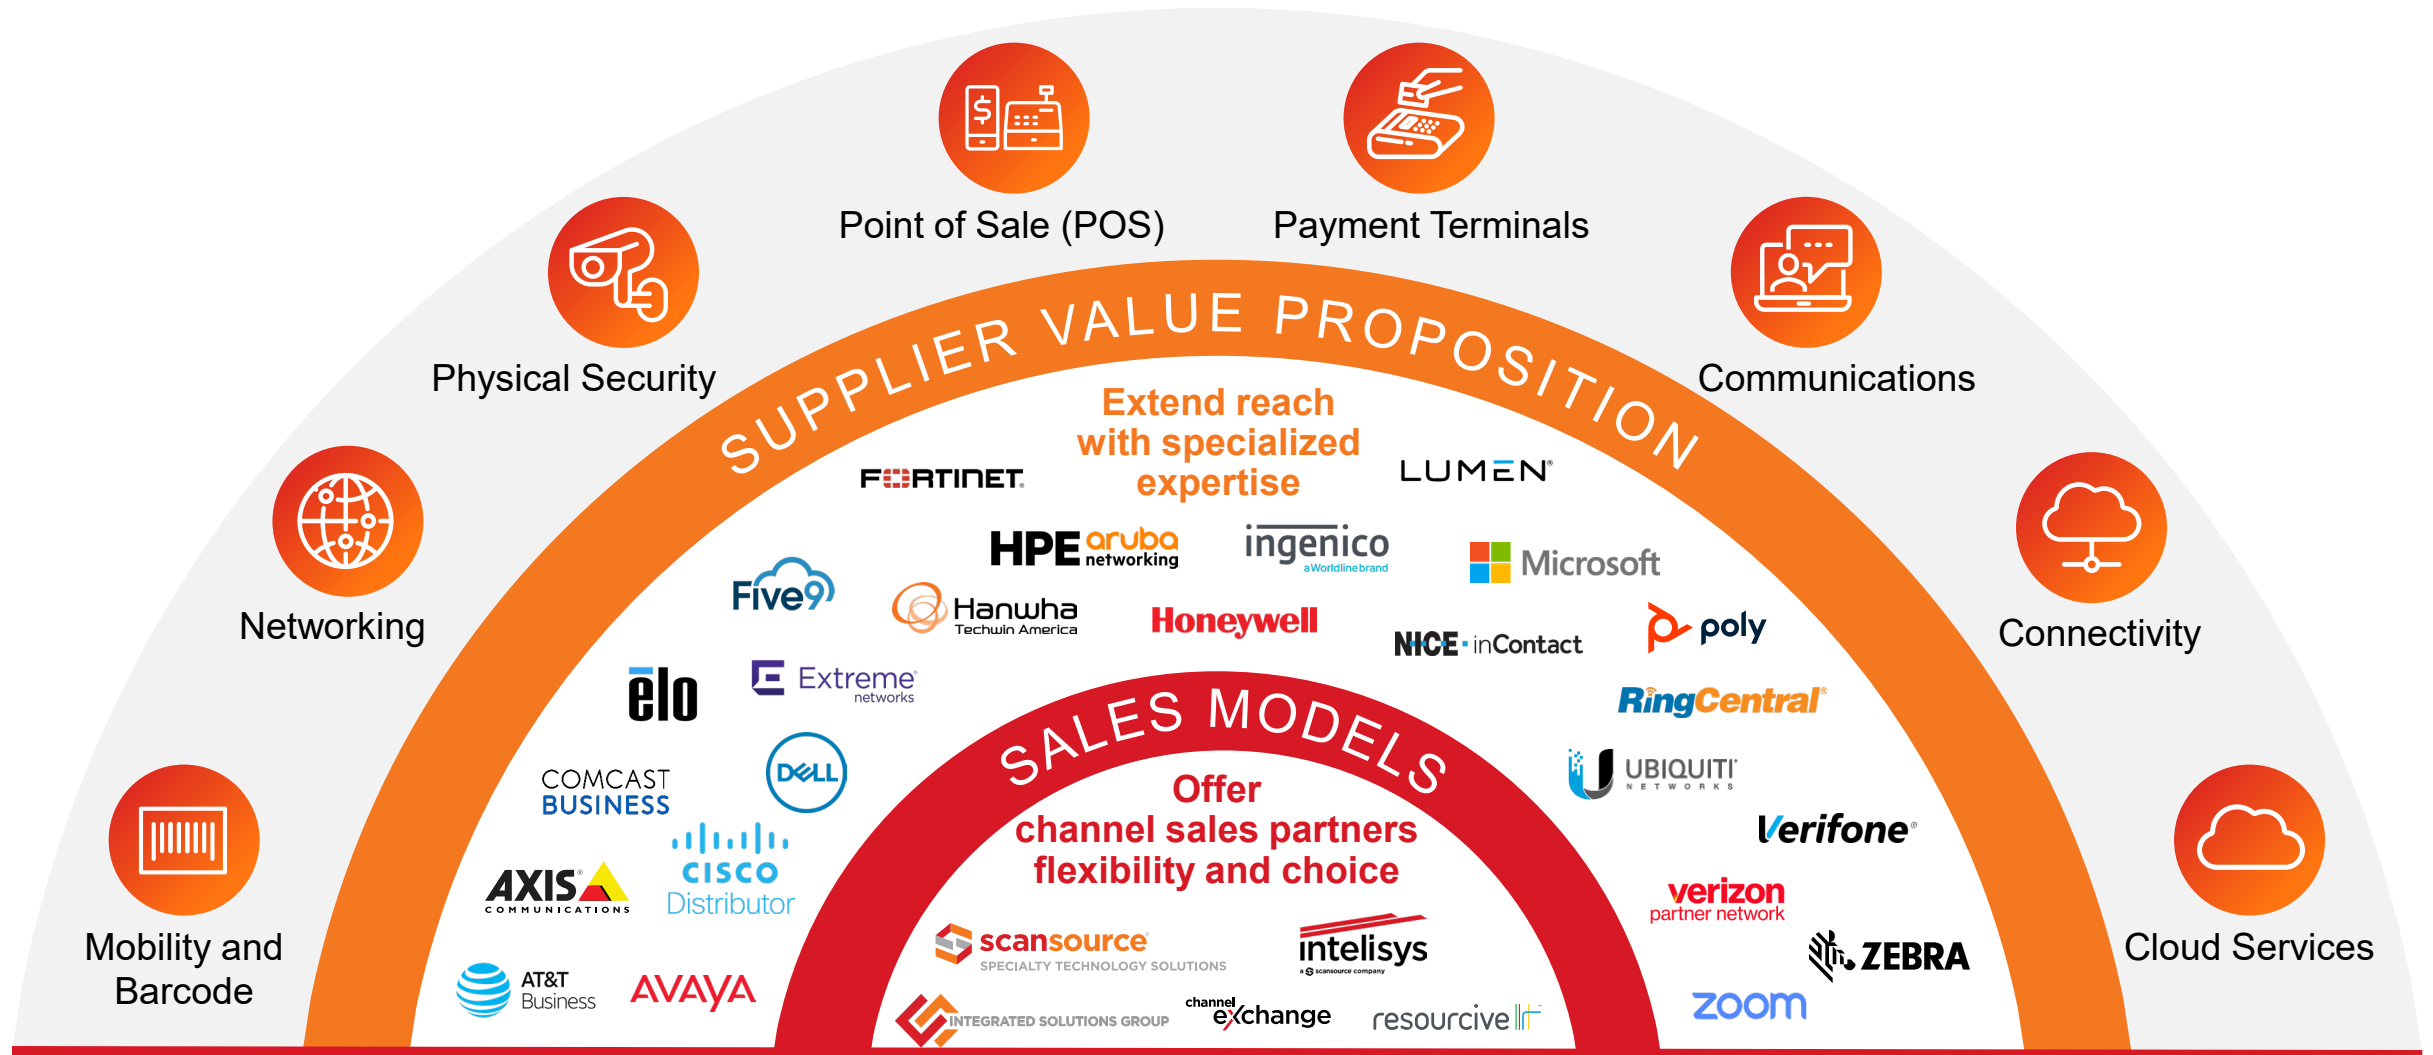 Point of Sale (POS)
Payment Terminals
Physical Security
Communications
Networking
Connectivity
Mobility and
Barcode
Cloud Services
SUPPLIER VALUE PROPOSITION
Extend reach
with specialized
expertise
FORTINET®
LUMEN®
HPE aruba
networking
ingenico
a Worldline brand
Microsoft
Five9
Hanwha
Techwin America
Honeywell
NICE·inContact
poly
elo
Extreme
networks
RingCentral®
COMCAST
BUSINESS
DELL
UBIQUITI
NETWORKS
Verifone®
AXIS®
COMMUNICATIONS
CISCO
Distributor
verizon
partner network
ZEBRA
AT&T
Business
AVAYA
zoom
SALES MODELS
Offer
channel sales partners
flexibility and choice
scansource
SPECIALTY TECHNOLOGY SOLUTIONS
intelisys
a scansource company
INTEGRATED SOLUTIONS GROUP
channel
exchange
resourcive